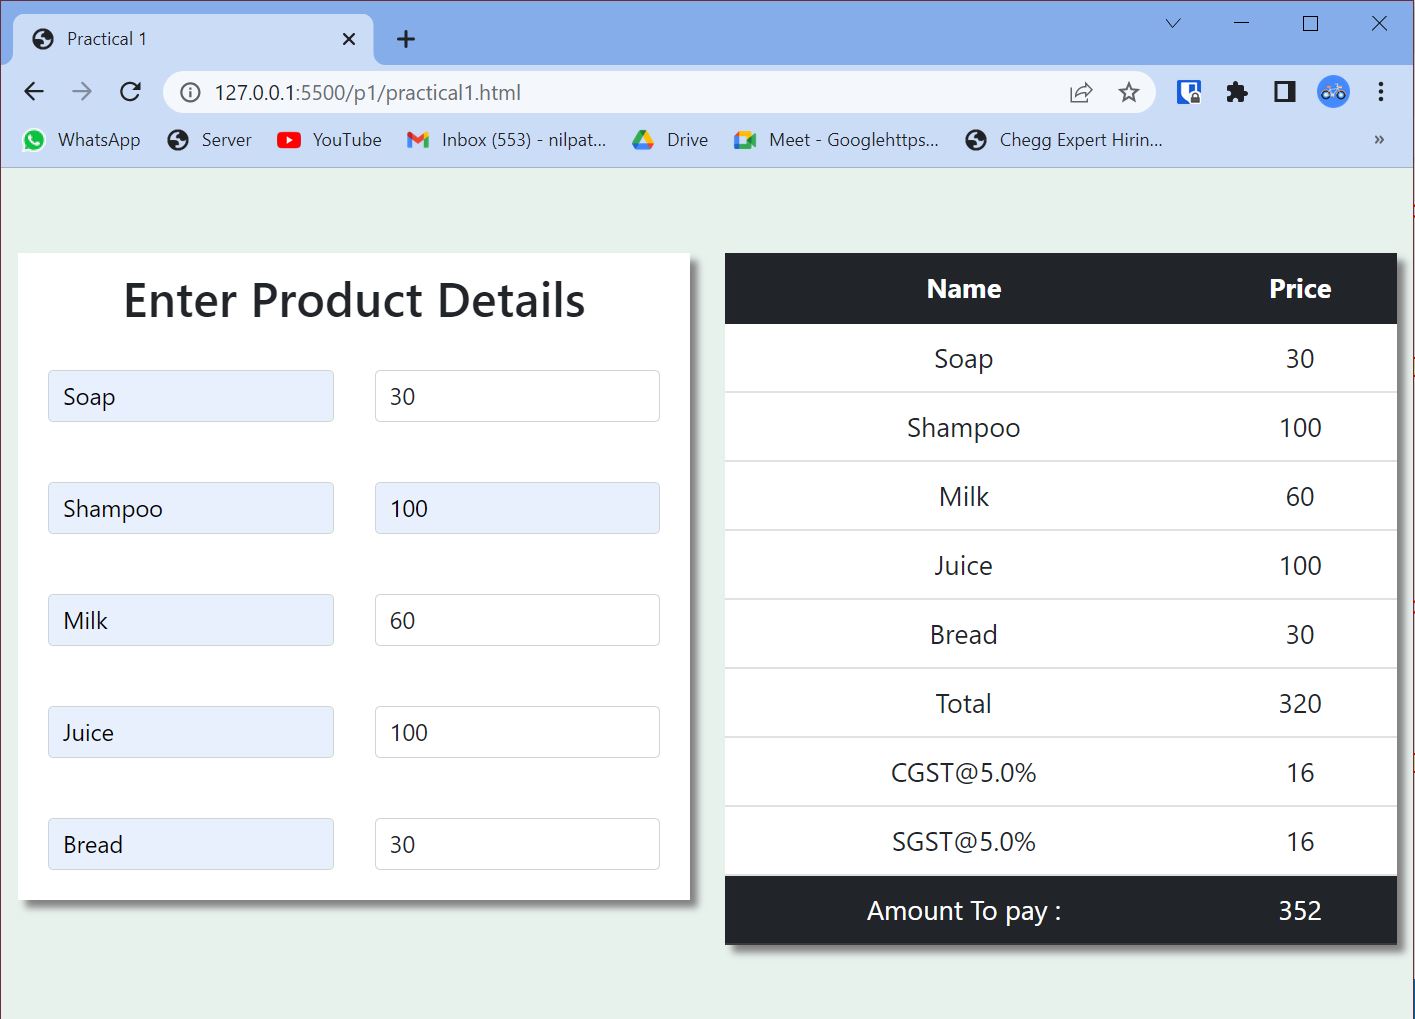 Practical 1
127.0.0.1:5500/p1/practical1.html
WhatsApp Server YouTube Inbox (553) - nilpat... Drive Meet - Googlehttps... Chegg Expert Hirin... »
Enter Product Details
Soap 30
Shampoo 100
Milk 60
Juice 100
Bread 30
Name Price
Soap 30
Shampoo 100
Milk 60
Juice 100
Bread 30
Total 320
CGST@5.0% 16
SGST@5.0% 16
Amount To pay : 352